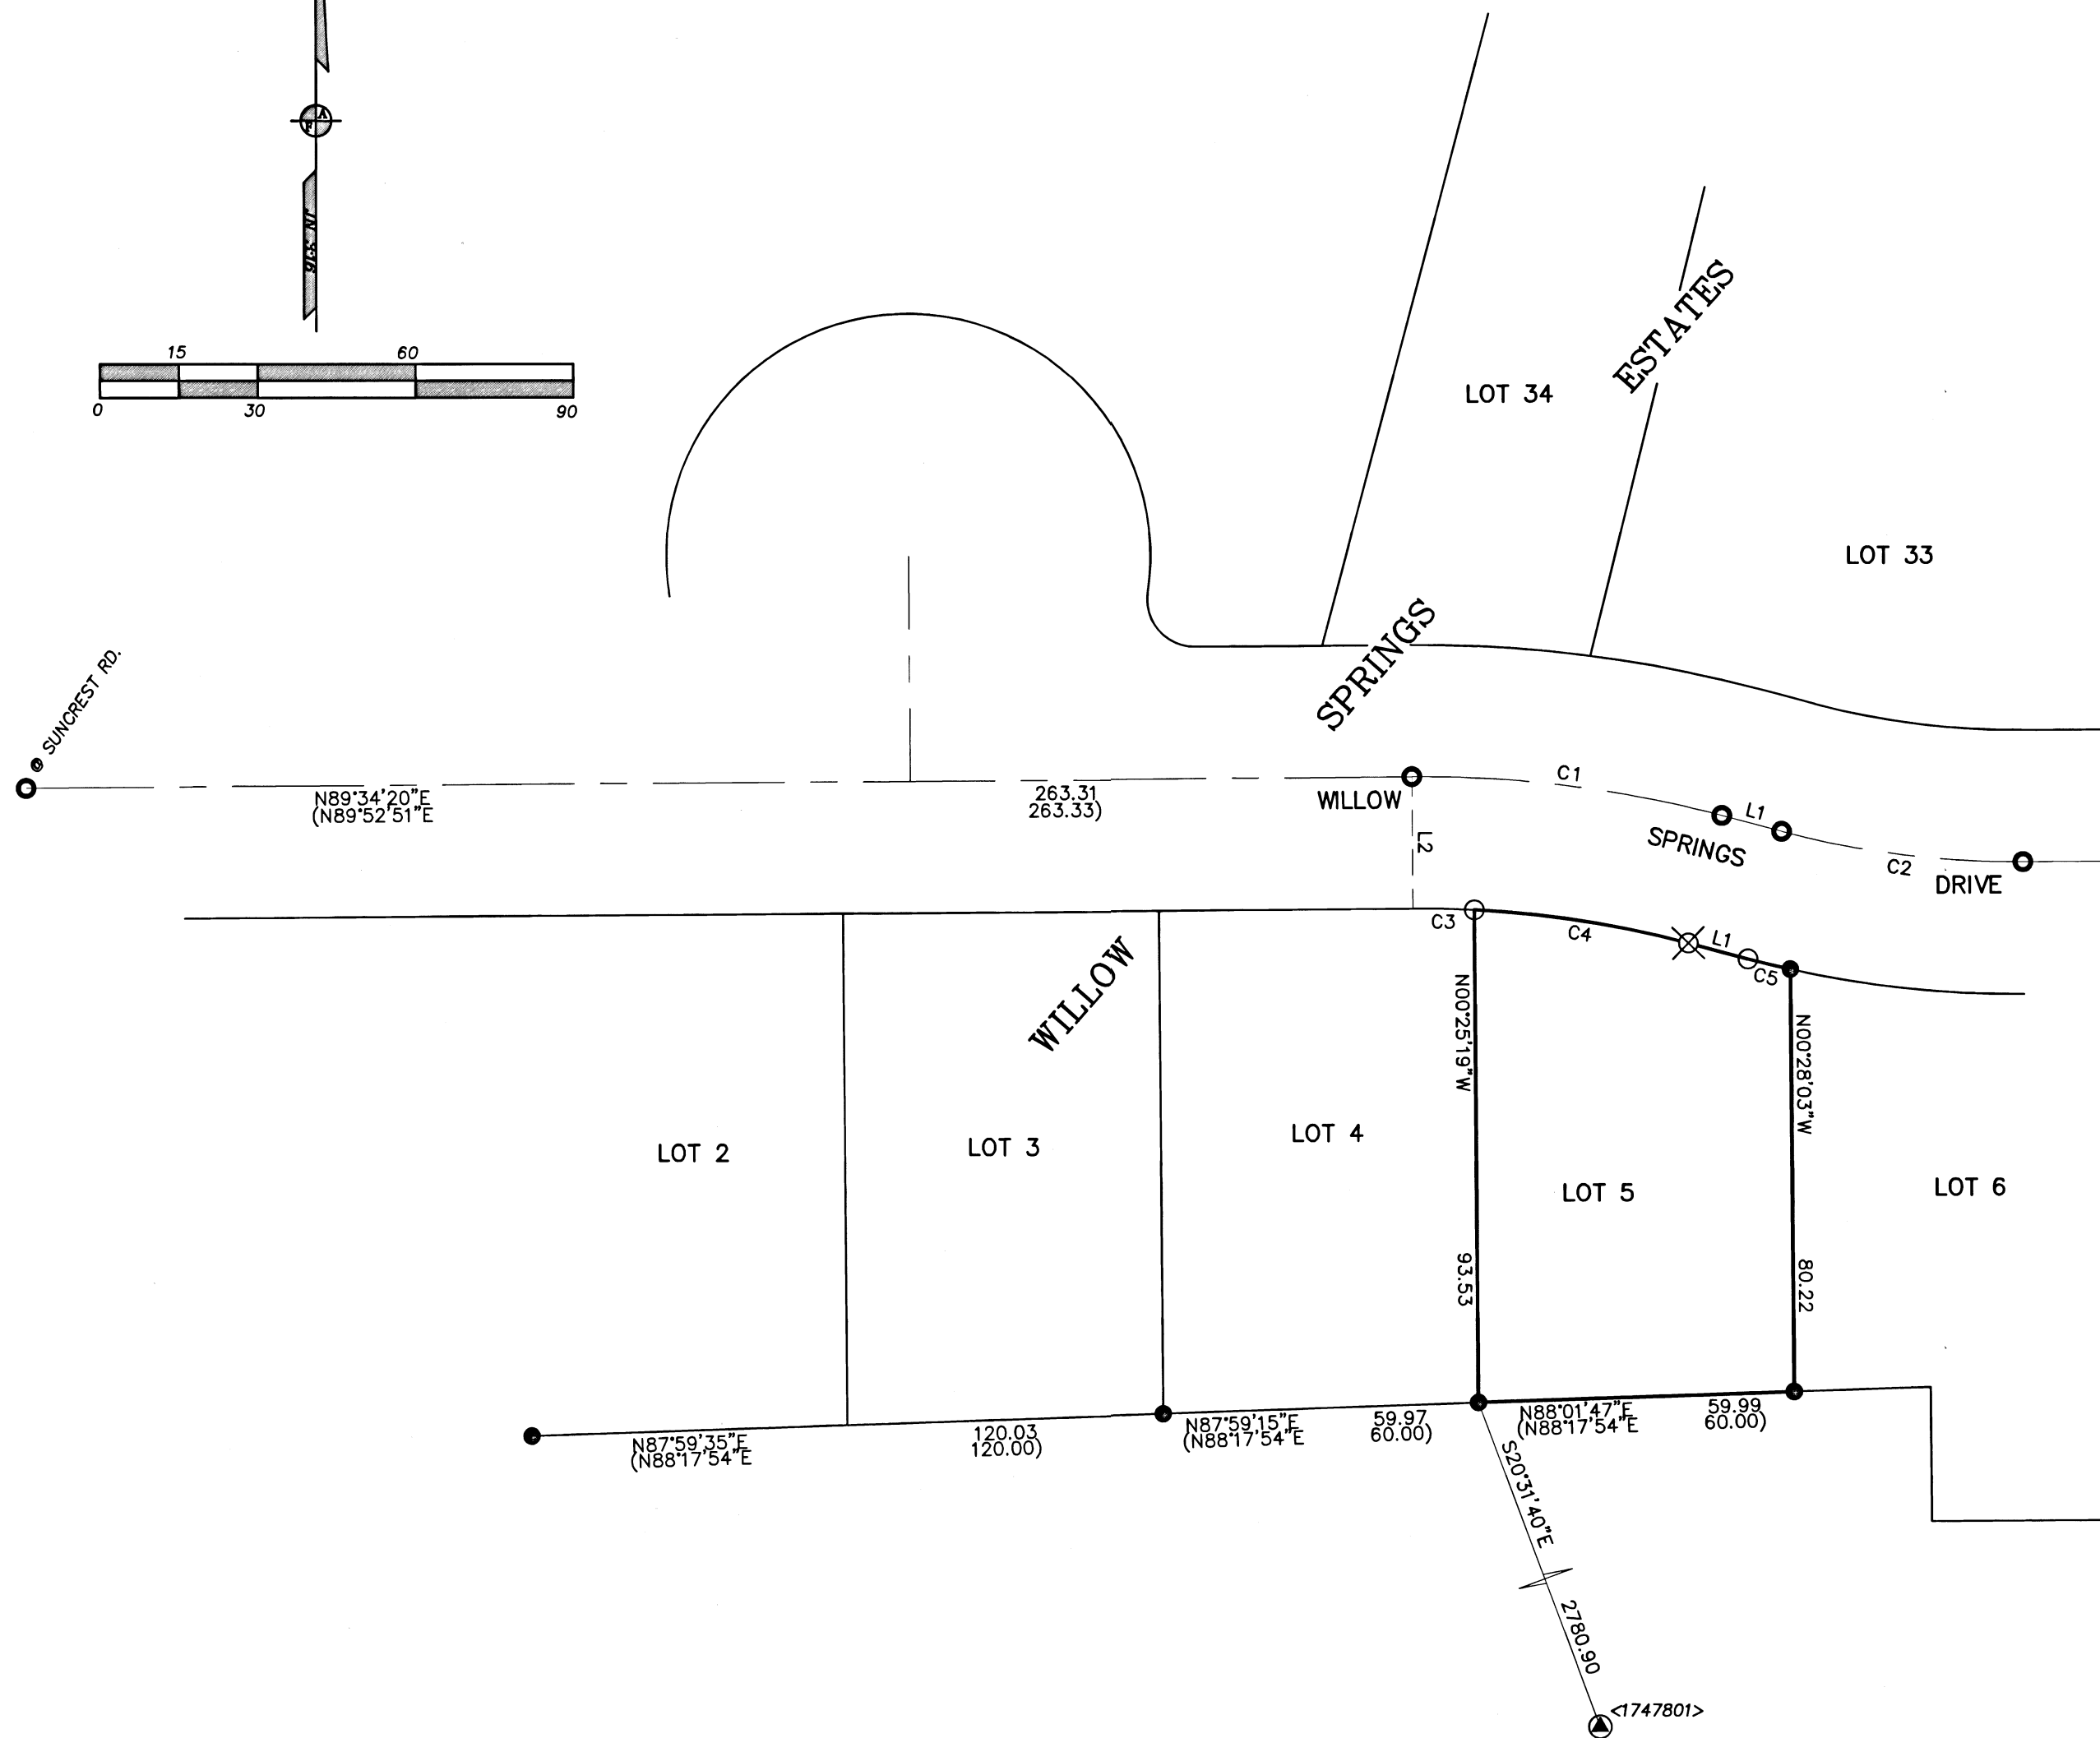 A
F
JN 9-16
15 60
0 30 90
ESTATES
LOT 34
LOT 33
SPRINGS
@ SUNCREST RD.
N89°34'20"E
(N89°52'51"E
263.31
263.33)
WILLOW
C1
L1
SPRINGS
C2
DRIVE
L2
C3
C4
L1
C5
WILLOW
N00°25'19"W
93.53
N00°28'03"W
80.22
LOT 2
LOT 3
LOT 4
LOT 5
LOT 6
N87°59'35"E
(N88°17'54"E
120.03
120.00)
N87°59'15"E
(N88°17'54"E
59.97
60.00)
N88°01'47"E
(N88°17'54"E
59.99
60.00)
S20°31'40"E
2780.90
<1747801>